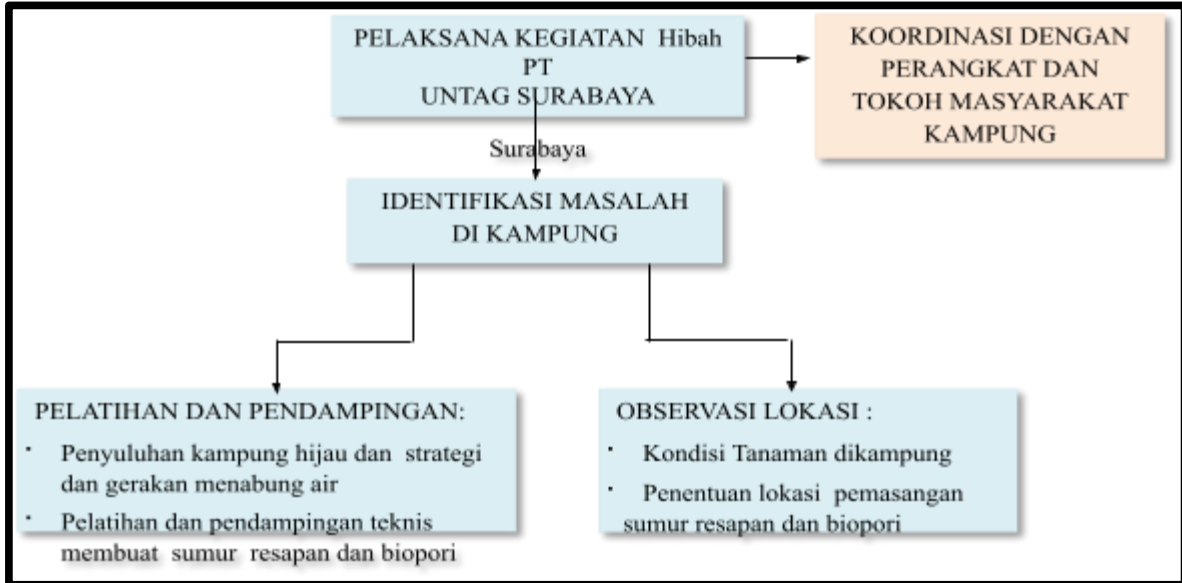 PELAKSANA KEGIATAN Hibah
PT
UNTAG SURABAYA
KOORDINASI DENGAN
PERANGKAT DAN
TOKOH MASYARAKAT
KAMPUNG
Surabaya
IDENTIFIKASI MASALAH
DI KAMPUNG
PELATIHAN DAN PENDAMPINGAN:
· Penyuluhan kampung hijau dan strategi
dan gerakan menabung air
· Pelatihan dan pendampingan teknis
membuat sumur resapan dan biopori
OBSERVASI LOKASI :
· Kondisi Tanaman dikampung
· Penentuan lokasi pemasangan
sumur resapan dan biopori